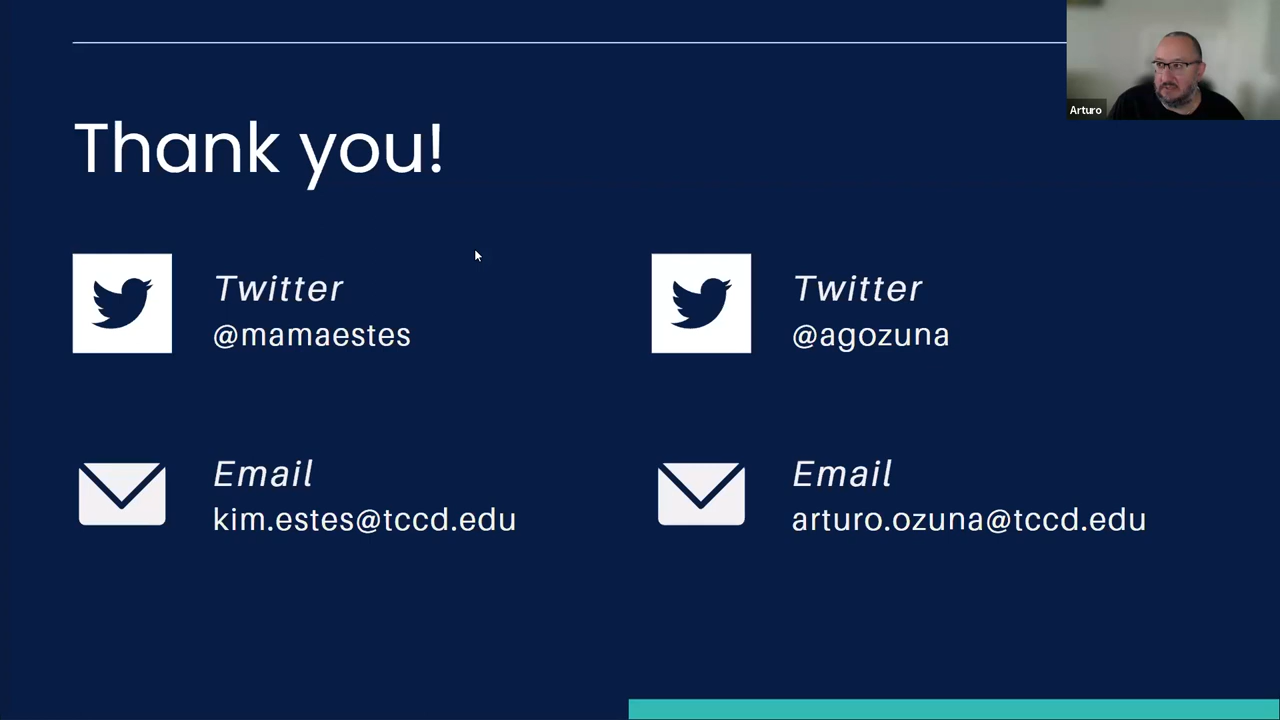 Arturo
Thank you!
Twitter
@mamaestes
Twitter
@agozuna
Email
kim.estes@tccd.edu
Email
arturo.ozuna@tccd.edu